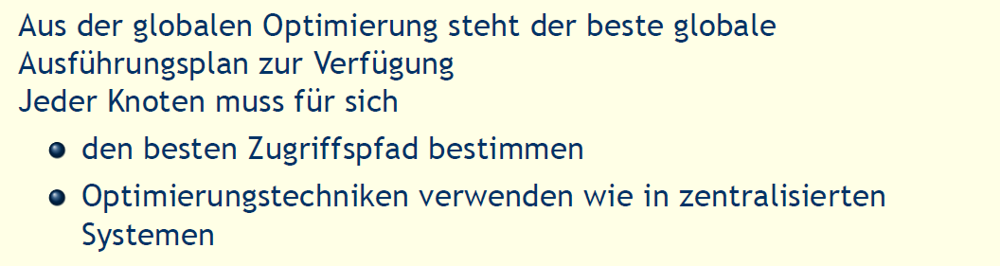 Aus der globalen Optimierung steht der beste globale
Ausführungsplan zur Verfügung
Jeder Knoten muss für sich
den besten Zugriffspfad bestimmen
Optimierungstechniken verwenden wie in zentralisierten
Systemen